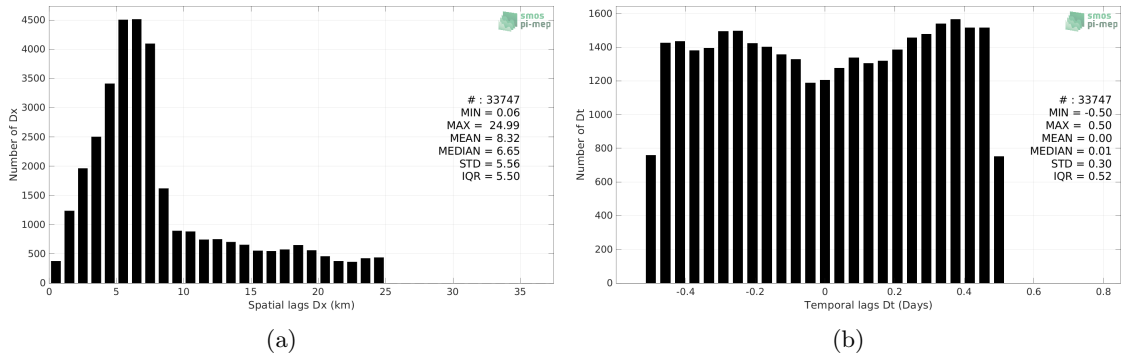 smos
pi-mep
4500
4000
3500
3000
2500
2000
1500
1000
500
0
Number of Dx
# : 33747
MIN = 0.06
MAX = 24.99
MEAN = 8.32
MEDIAN = 6.65
STD = 5.56
IQR = 5.50
0 5 10 15 20 25 30 35
Spatial lags Dx (km)
(a)
smos
pi-mep
1600
1400
1200
1000
800
600
400
200
0
Number of Dt
# : 33747
MIN = -0.50
MAX = 0.50
MEAN = 0.00
MEDIAN = 0.01
STD = 0.30
IQR = 0.52
-0.4 -0.2 0 0.2 0.4 0.6 0.8
Temporal lags Dt (Days)
(b)